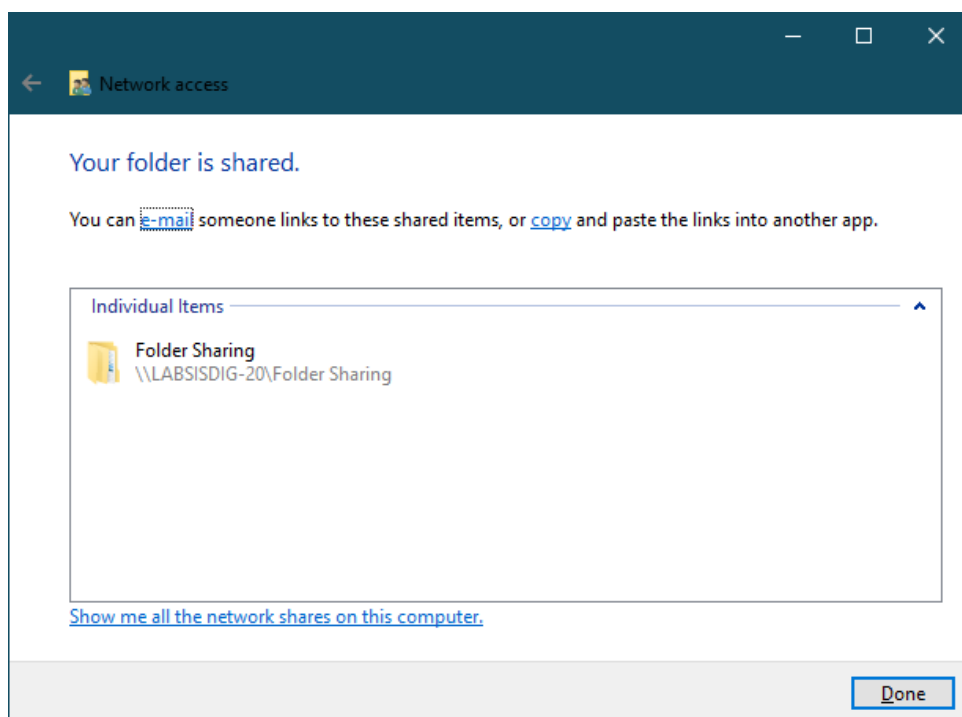 Network access
Your folder is shared.
You can e-mail someone links to these shared items, or copy and paste the links into another app.
Individual Items
Folder Sharing
\\LABSISDIG-20\Folder Sharing
Show me all the network shares on this computer.
Done